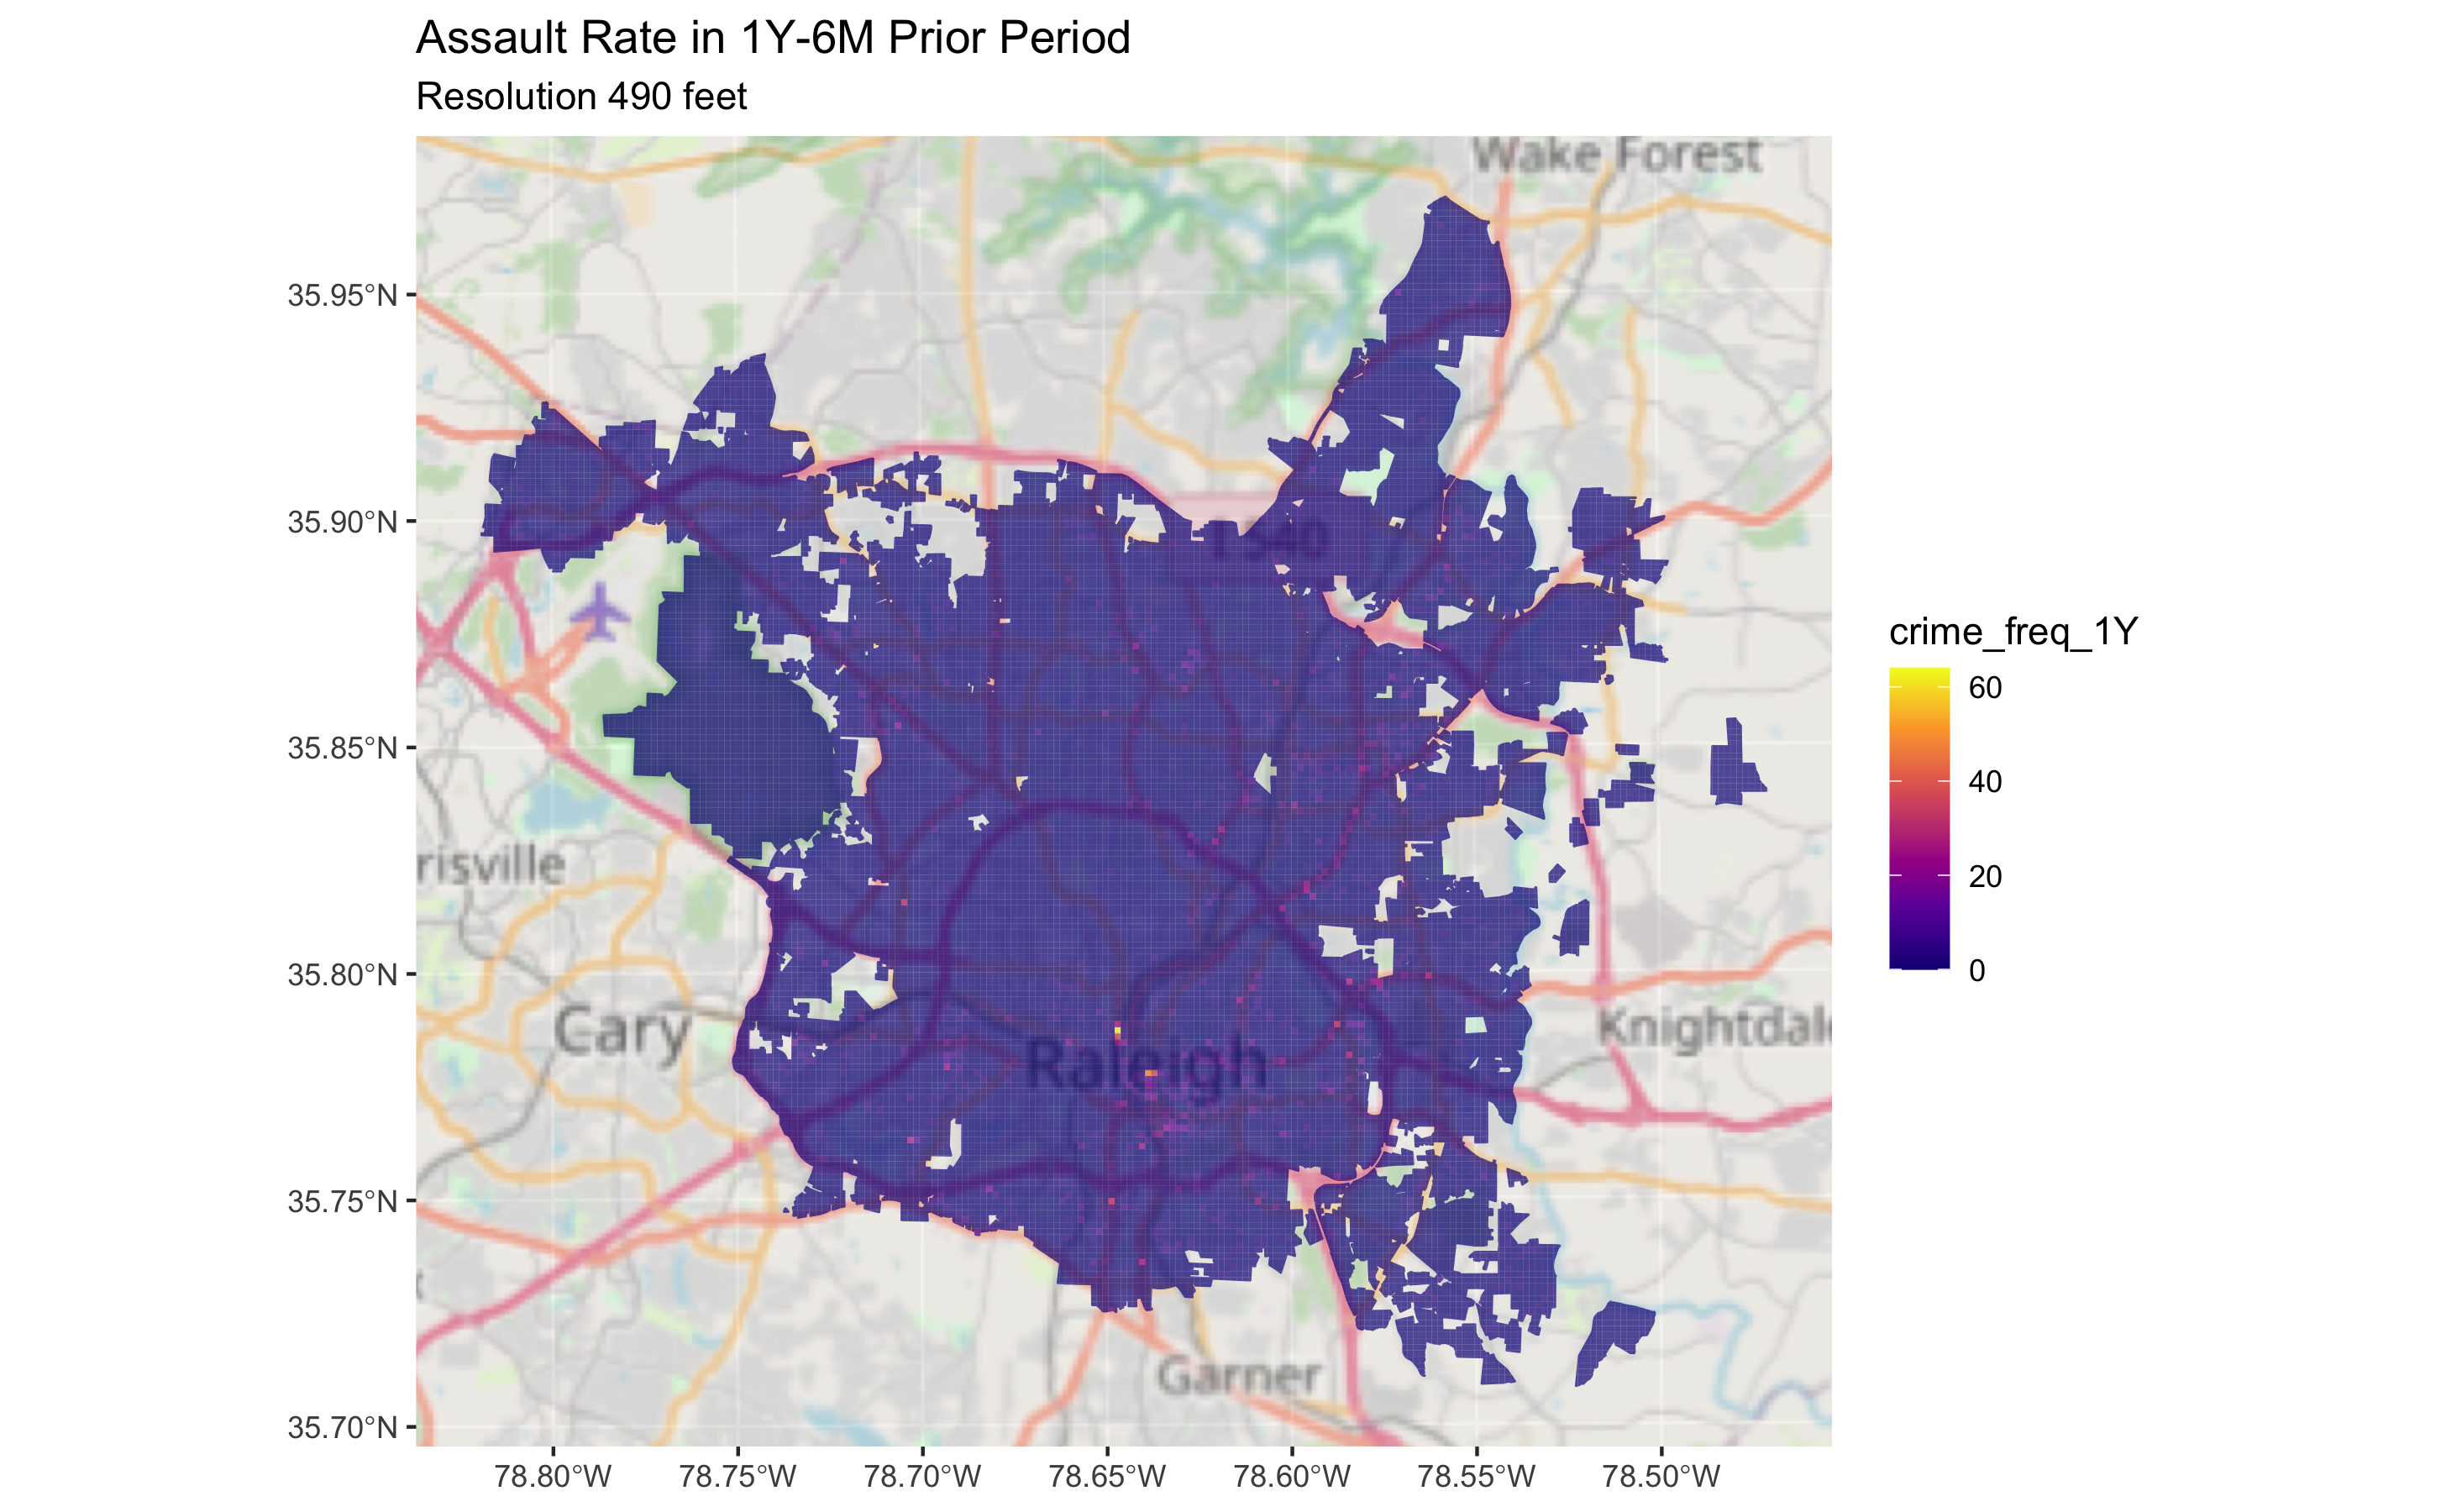 Assault Rate in 1Y-6M Prior Period
Resolution 490 feet
Wake Forest
35.95°N
35.90°N
35.85°N
35.80°N
35.75°N
35.70°N
I540
risville
Cary
Raleigh
Knightdal
Garner
78.80°W
78.75°W
78.70°W
78.65°W
78.60°W
78.55°W
78.50°W
crime_freq_1Y
60
40
20
0